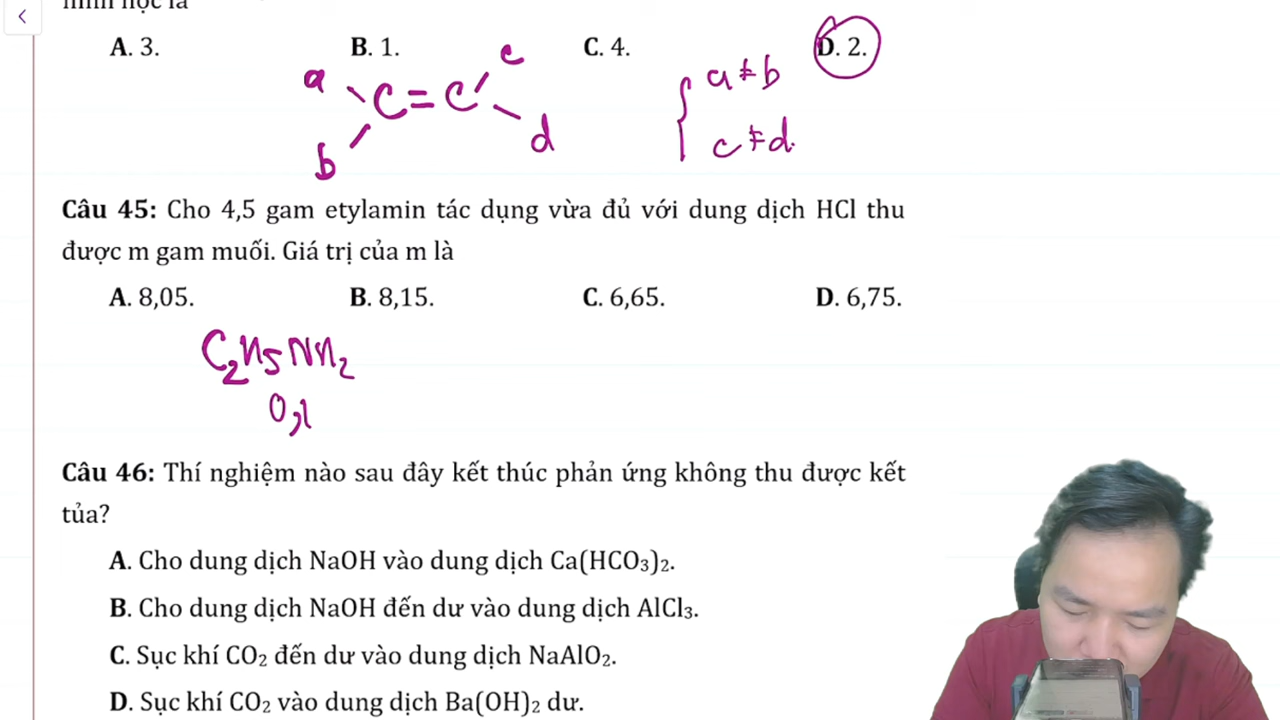 A. 3. B. 1. C. 4. D. 2.
a c
C=C a ≠ b
b d c ≠ d.
Câu 45: Cho 4,5 gam etylamin tác dụng vừa đủ với dung dịch HCl thu
được m gam muối. Giá trị của m là
A. 8,05. B. 8,15. C. 6,65. D. 6,75.
C₂H₅NH₂
0,1
Câu 46: Thí nghiệm nào sau đây kết thúc phản ứng không thu được kết
tủa?
A. Cho dung dịch NaOH vào dung dịch Ca(HCO₃)₂.
B. Cho dung dịch NaOH đến dư vào dung dịch AlCl₃.
C. Sục khí CO₂ đến dư vào dung dịch NaAlO₂.
D. Sục khí CO₂ vào dung dịch Ba(OH)₂ dư.